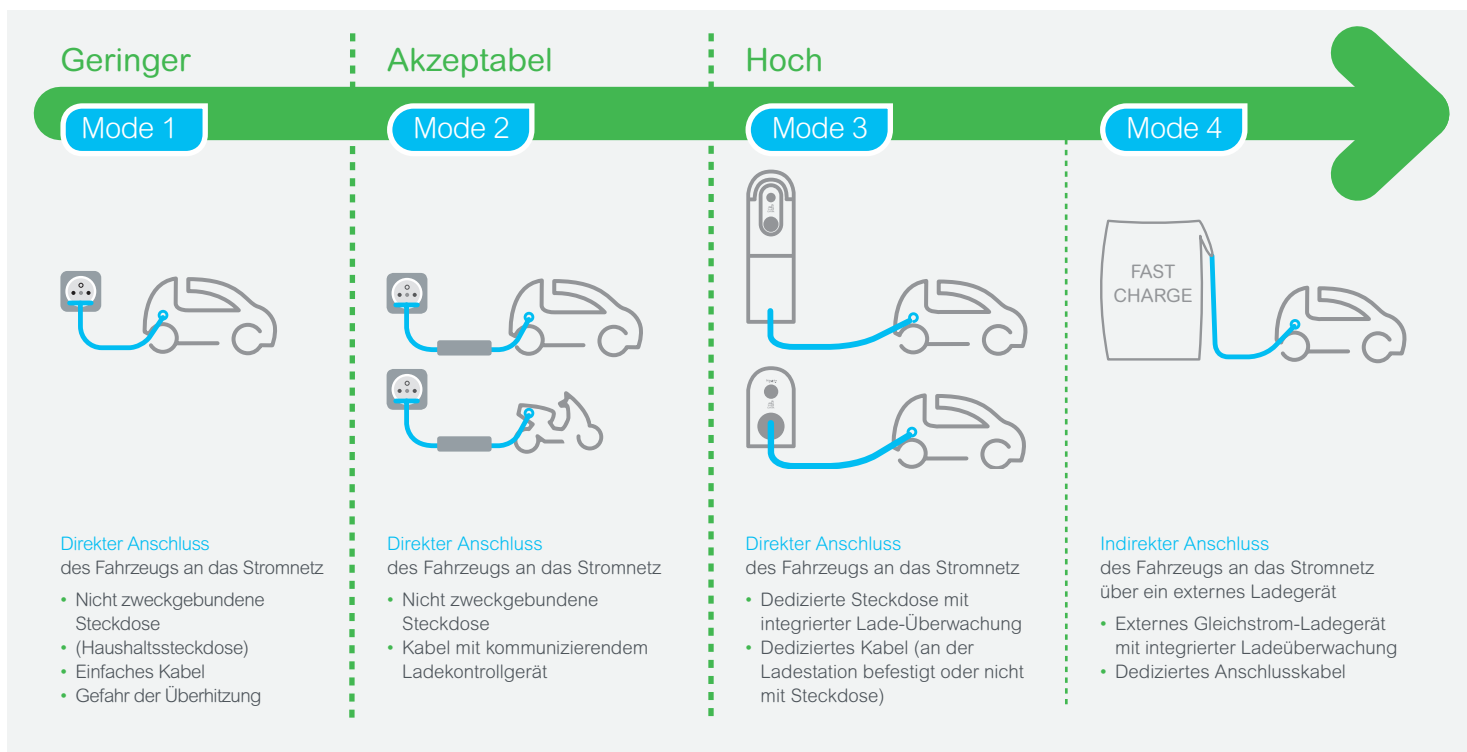 Geringer
Akzeptabel
Hoch
Mode 1
Mode 2
Mode 3
Mode 4
FAST
CHARGE
Direkter Anschluss
des Fahrzeugs an das Stromnetz
• Nicht zweckgebundene
Steckdose
• (Haushaltssteckdose)
• Einfaches Kabel
• Gefahr der Überhitzung
Direkter Anschluss
des Fahrzeugs an das Stromnetz
• Nicht zweckgebundene
Steckdose
• Kabel mit kommunizierendem
Ladekontrollgerät
Direkter Anschluss
des Fahrzeugs an das Stromnetz
• Dedizierte Steckdose mit
integrierter Lade-Überwachung
• Dediziertes Kabel (an der
Ladestation befestigt oder nicht
mit Steckdose)
Indirekter Anschluss
des Fahrzeugs an das Stromnetz
über ein externes Ladegerät
• Externes Gleichstrom-Ladegerät
mit integrierter Ladeüberwachung
• Dediziertes Anschlusskabel